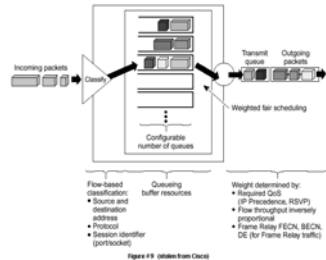 Incoming packets
Classify
Transmit queue
Outgoing packets
Weighted fair scheduling
Configurable number of queues
Flow-based classification:
• Source and destination address
• Protocol
• Session identifier (port/socket)
Queueing buffer resources
Weight determined by:
• Required QoS (IP Precedence, RSVP)
• Flow throughput inversely proportional
• Frame Relay FECN, BECN, DE (for Frame Relay traffic)
Figure #9 (stolen from Cisco)